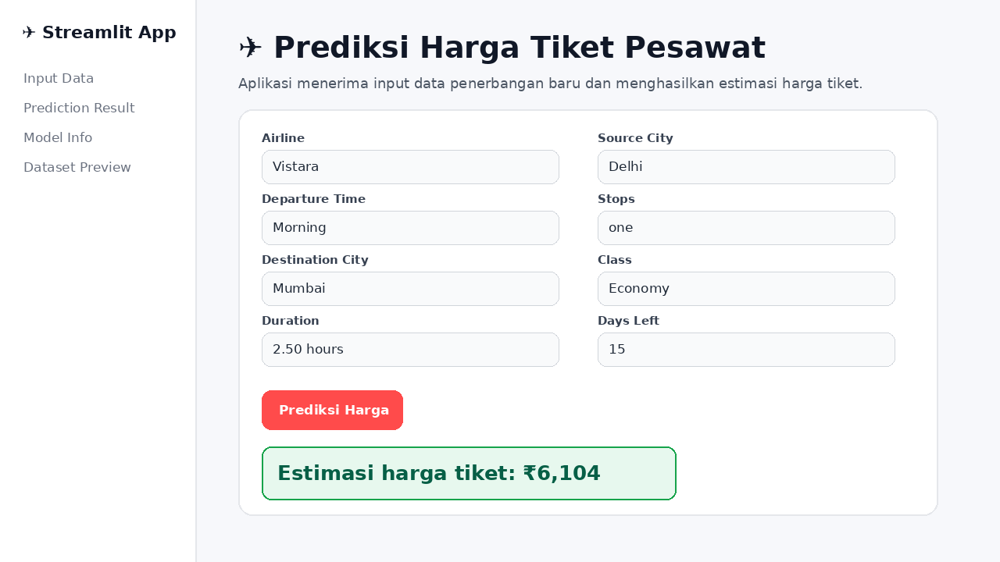 ✈ Streamlit App
Input Data
Prediction Result
Model Info
Dataset Preview
✈ Prediksi Harga Tiket Pesawat
Aplikasi menerima input data penerbangan baru dan menghasilkan estimasi harga tiket.
Airline
Vistara
Source City
Delhi
Departure Time
Morning
Stops
one
Destination City
Mumbai
Class
Economy
Duration
2.50 hours
Days Left
15
Prediksi Harga
Estimasi harga tiket: ₹6,104